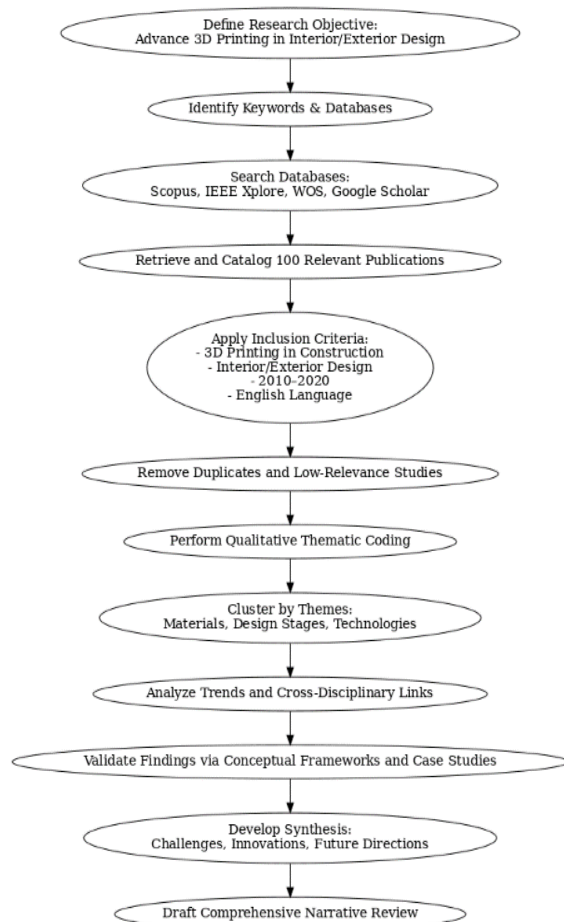 Define Research Objective:
Advance 3D Printing in Interior/Exterior Design
Identify Keywords & Databases
Search Databases:
Scopus, IEEE Xplore, WOS, Google Scholar
Retrieve and Catalog 100 Relevant Publications
Apply Inclusion Criteria:
- 3D Printing in Construction
- Interior/Exterior Design
- 2010–2020
- English Language
Remove Duplicates and Low-Relevance Studies
Perform Qualitative Thematic Coding
Cluster by Themes:
Materials, Design Stages, Technologies
Analyze Trends and Cross-Disciplinary Links
Validate Findings via Conceptual Frameworks and Case Studies
Develop Synthesis:
Challenges, Innovations, Future Directions
Draft Comprehensive Narrative Review